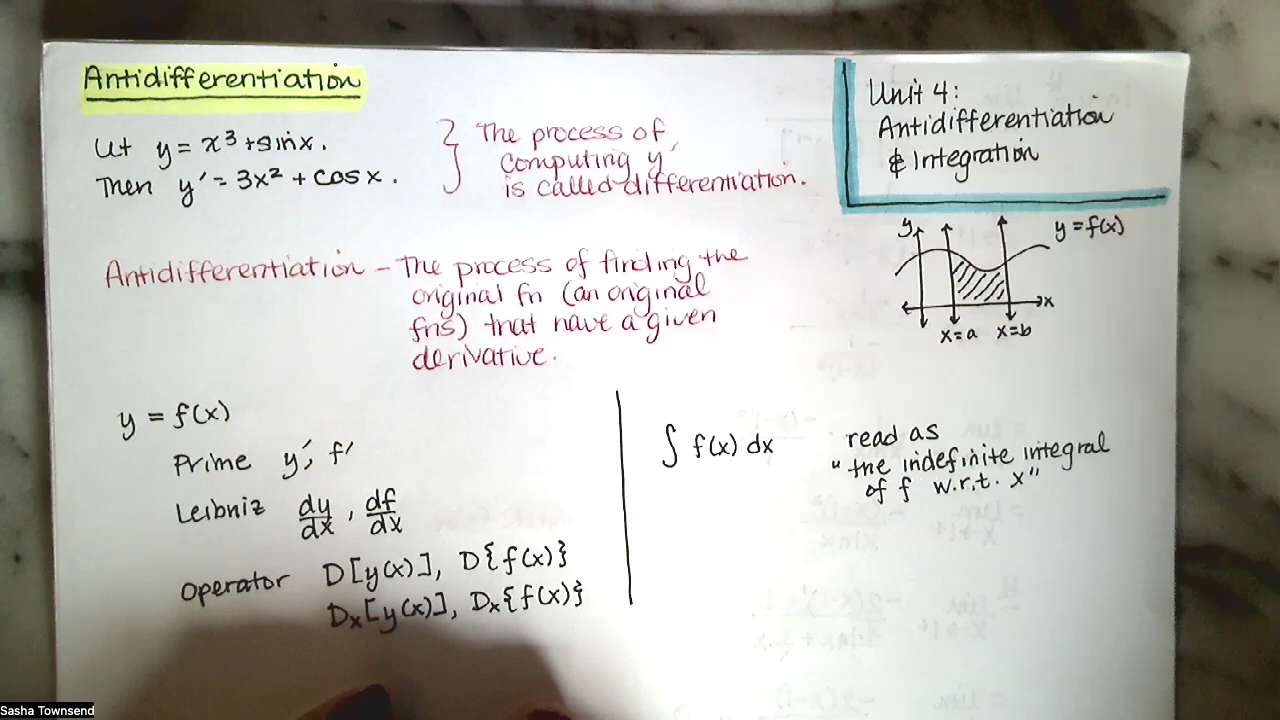 Antidifferentiation
Let y = x³ + sin x.
Then y′ = 3x² + cos x.
The process of
computing y′
is called differentiation.
Unit 4:
Antidifferentiation
& Integration
y
y = f(x)
x
x=a x=b
Antidifferentiation – The process of finding the
original fn (an original
fns) that have a given
derivative.
y = f(x)
Prime y′, f′
Leibniz dy/dx, df/dx
Operator D[y(x)], D{f(x)}
Dₓ[y(x)], Dₓ{f(x)}
∫ f(x) dx
read as
"the indefinite integral
of f w.r.t. x"
Sasha Townsend